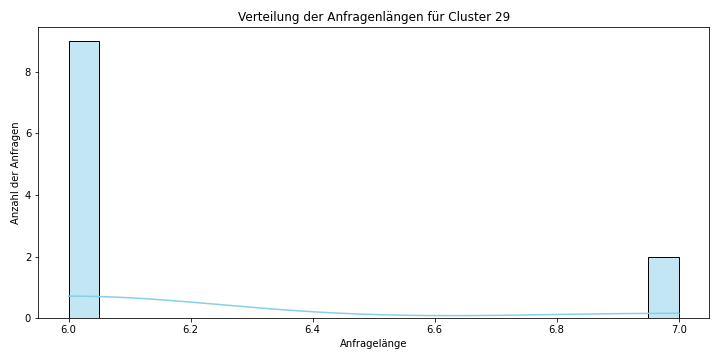 Verteilung der Anfragenlängen für Cluster 29
Anzahl der Anfragen
8
6
4
2
0
6.0 6.2 6.4 6.6 6.8 7.0
Anfragelänge